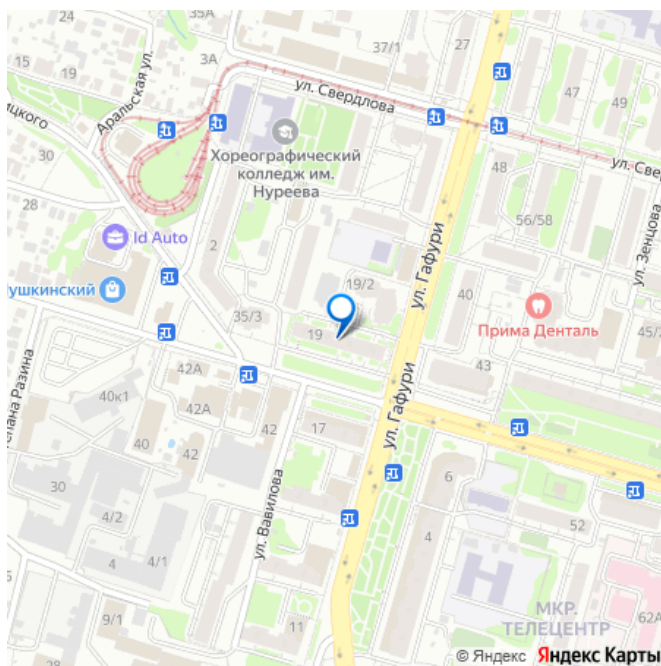 35А
37/1
27
15
19
Аральская ул.
3А
ул. Свердлова
47
49
30
Хореографический
колледж им.
Нуреева
48
ул. Свер
56/58
28
Id Auto
2
ул. Гафури
ул. Зенцова
19/2
40
ушкинский
Прима Денталь
35/3
19
45/2
43
42А
40к1
42А
17
ул. Гафури
40
42
42
ул. Вавилова
6
30
4/2
52
4
4/1
4
9/1
11
МКР.
ТЕЛЕЦЕНТР
62А
© Яндекс Яндекс Карты